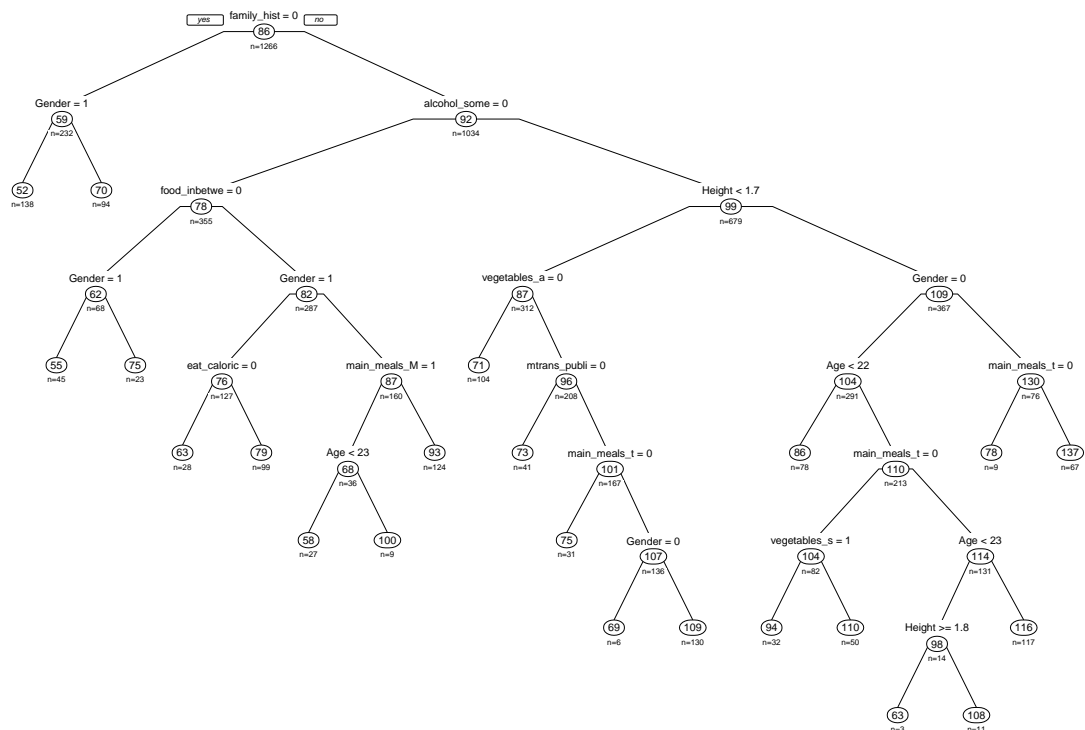 family_hist = 0
yes
no
86
n=1266
Gender = 1
alcohol_some = 0
59
92
n=232
n=1034
52
70
food_inbetwe = 0
Height < 1.7
n=138
n=94
78
99
n=355
n=679
Gender = 1
Gender = 1
vegetables_a = 0
Gender = 0
62
82
87
109
n=68
n=287
n=312
n=367
55
75
eat_caloric = 0
main_meals_M = 1
71
mtrans_publi = 0
Age < 22
main_meals_t = 0
n=45
n=23
76
87
n=104
96
104
130
n=127
n=160
n=208
n=291
n=76
63
79
Age < 23
93
73
main_meals_t = 0
86
main_meals_t = 0
78
137
n=28
n=99
68
n=124
n=41
101
n=78
110
n=9
n=67
n=36
n=167
n=213
58
100
75
Gender = 0
vegetables_s = 1
Age < 23
n=27
n=9
n=31
107
104
114
n=136
n=82
n=131
69
109
94
110
Height >= 1.8
116
n=6
n=130
n=32
n=50
98
n=117
n=14
63
108
n=3
n=11